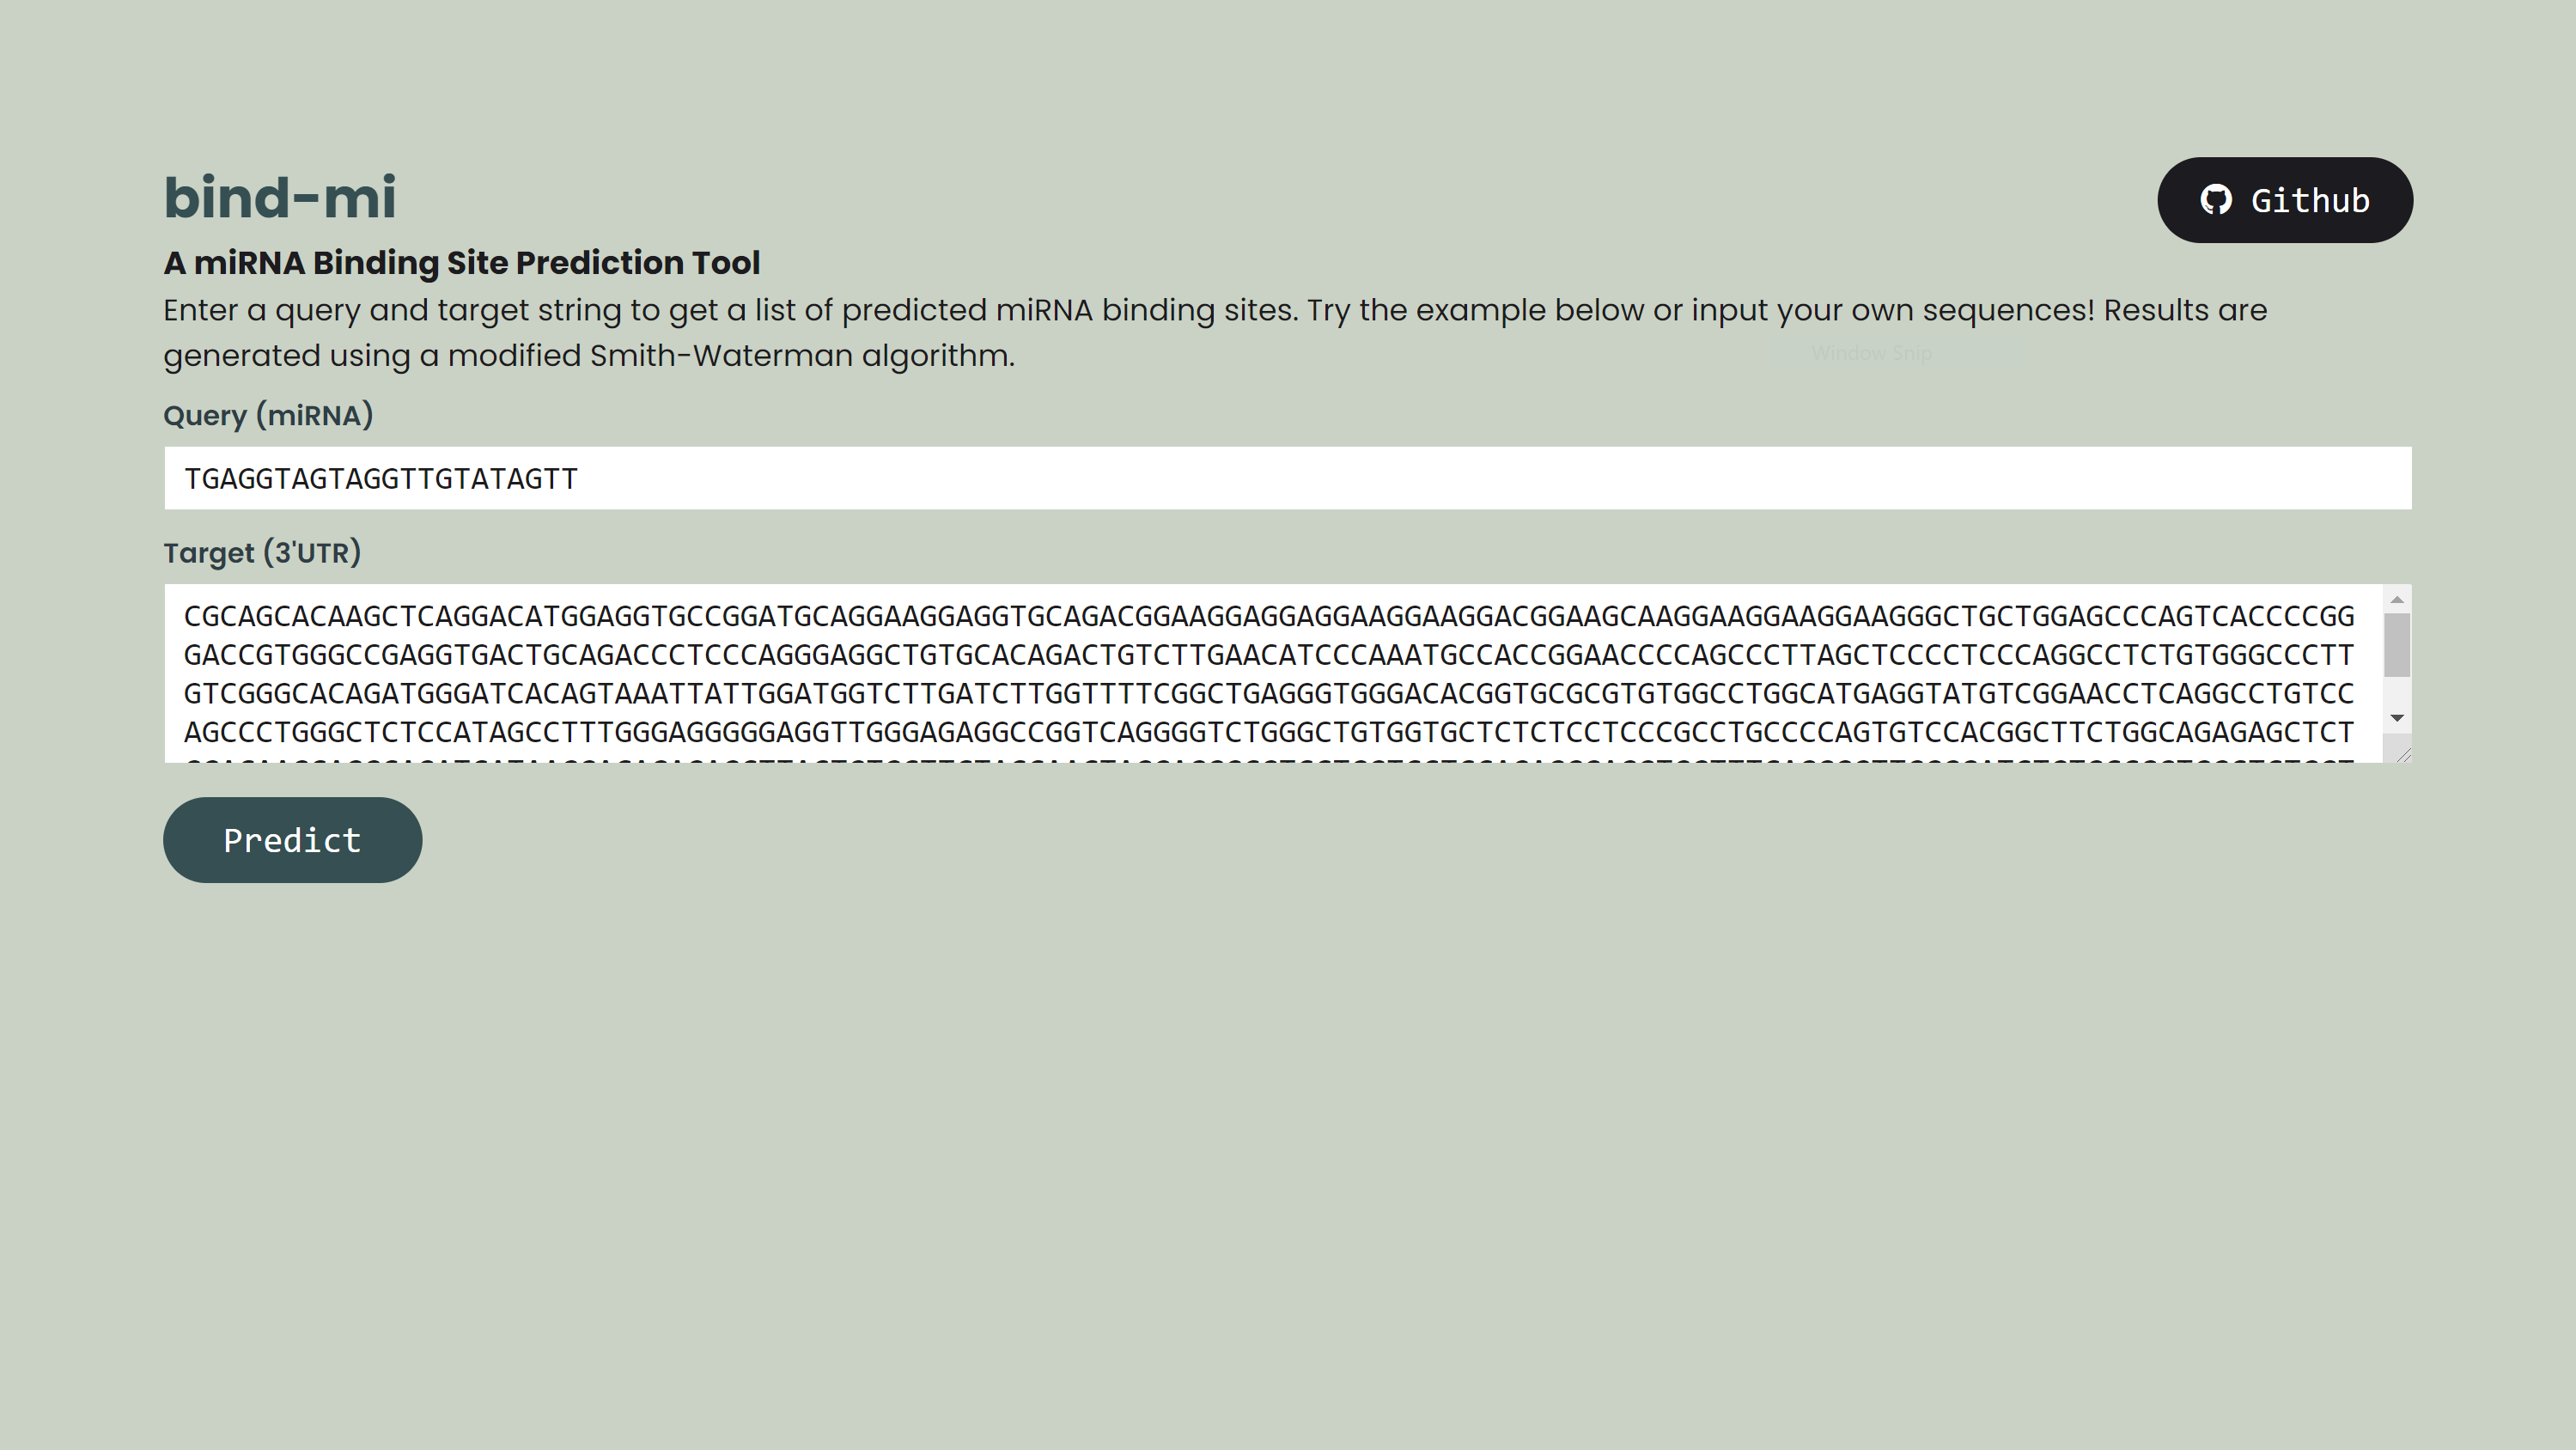 bind-mi
Github
A miRNA Binding Site Prediction Tool
Enter a query and target string to get a list of predicted miRNA binding sites. Try the example below or input your own sequences! Results are
generated using a modified Smith-Waterman algorithm.
Window Snip
Query (miRNA)
TGAGGTAGTAGGTTGTATAGTT
Target (3'UTR)
CGCAGCACAAGCTCAGGACATGGAGGTGCCGGATGCAGGAAGGAGGTGCAGACGGAAGGAGGAGGAAGGAAGGACGGAAGCAAGGAAGGAAGGAAGGGCTGCTGGAGCCCAGTCACCCCGG
GACCGTGGGCCGAGGTGACTGCAGACCCTCCCAGGGAGGCTGTGCACAGACTGTCTTGAACATCCCAAATGCCACCGGAACCCCAGCCCTTAGCTCCCCTCCCAGGCCTCTGTGGGCCCTT
GTCGGGCACAGATGGGATCACAGTAAATTATTGGATGGTCTTGATCTTGGTTTTCGGCTGAGGGTGGGACACGGTGCGCGTGTGGCCTGGCATGAGGTATGTCGGAACCTCAGGCCTGTCC
AGCCCTGGGCTCTCCATAGCCTTTGGGAGGGGGAGGTTGGGAGAGGCCGGTCAGGGGTCTGGGCTGTGGTGCTCTCTCCTCCCGCCTGCCCCAGTGTCCACGGCTTCTGGCAGAGAGCTCT
Predict